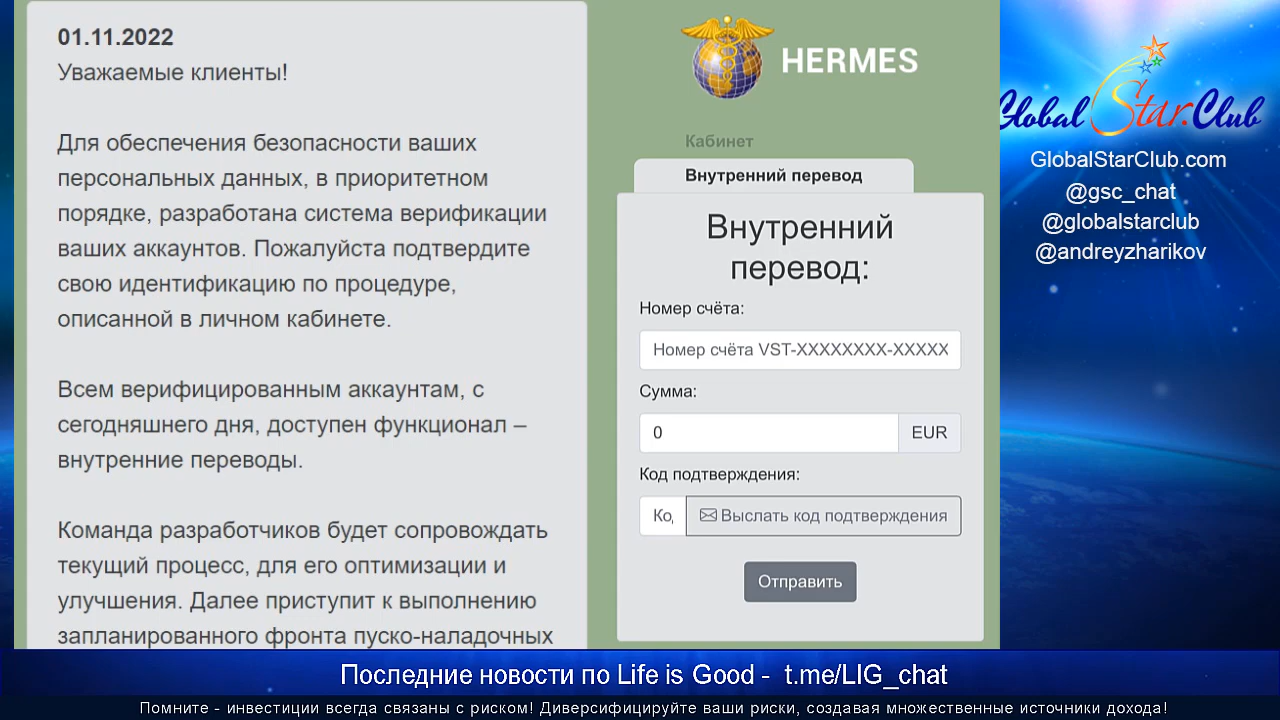 01.11.2022
Уважаемые клиенты!
Для обеспечения безопасности ваших
персональных данных, в приоритетном
порядке, разработана система верификации
ваших аккаунтов. Пожалуйста подтвердите
свою идентификацию по процедуре,
описанной в личном кабинете.
Всем верифицированным аккаунтам, с
сегодняшнего дня, доступен функционал –
внутренние переводы.
Команда разработчиков будет сопровождать
текущий процесс, для его оптимизации и
улучшения. Далее приступит к выполнению
запланированного фронта пуско-наладочных
HERMES
Кабинет
Внутренний перевод
Внутренний
перевод:
Номер счёта:
Номер счёта VST-XXXXXXXX-XXXXX
Сумма:
0
EUR
Код подтверждения:
Ко
Выслать код подтверждения
Отправить
Global Star.Club
GlobalStarClub.com
@gsc_chat
@globalstarclub
@andreyzharikov
Последние новости по Life is Good - t.me/LIG_chat
Помните - инвестиции всегда связаны с риском! Диверсифицируйте ваши риски, создавая множественные источники дохода!